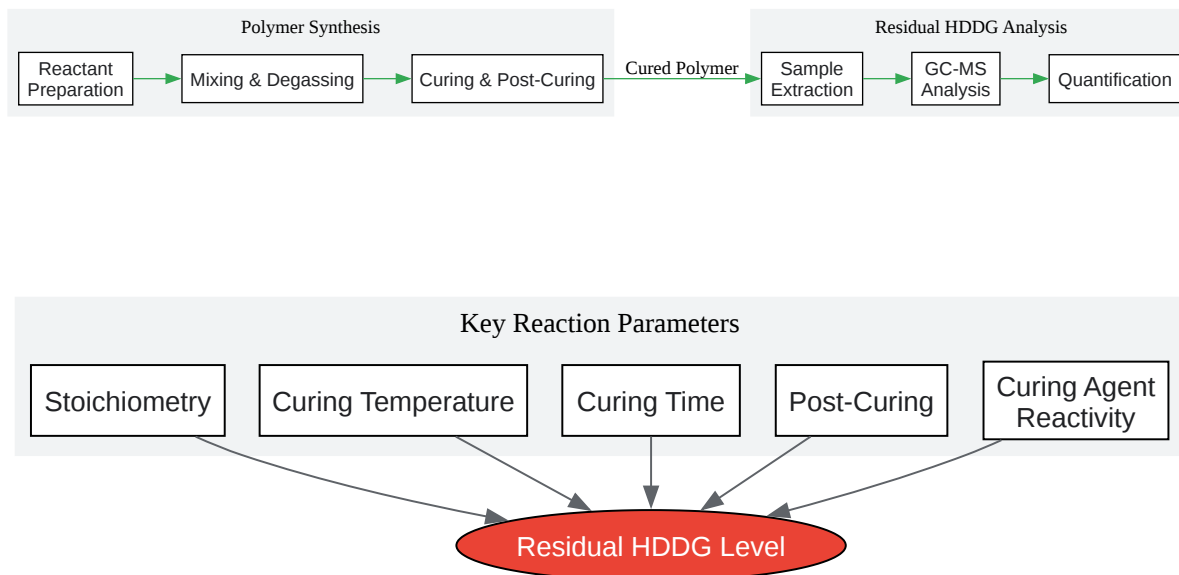 Polymer Synthesis
Residual HDDG Analysis
Reactant
Preparation
Mixing & Degassing
Curing & Post-Curing
Cured Polymer
Sample
Extraction
GC-MS
Analysis
Quantification
Key Reaction Parameters
Stoichiometry
Curing Temperature
Curing Time
Post-Curing
Curing Agent
Reactivity
Residual HDDG Level